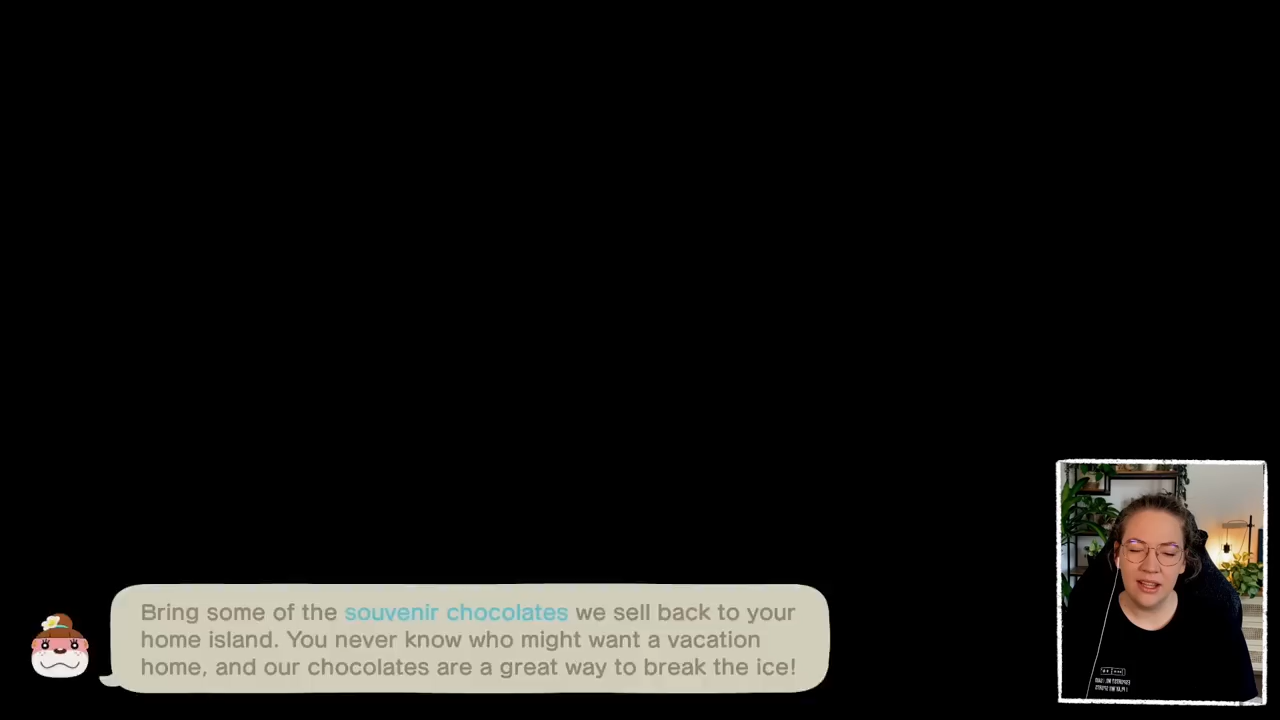 Bring some of the souvenir chocolates we sell back to your
home island. You never know who might want a vacation
home, and our chocolates are a great way to break the ice!